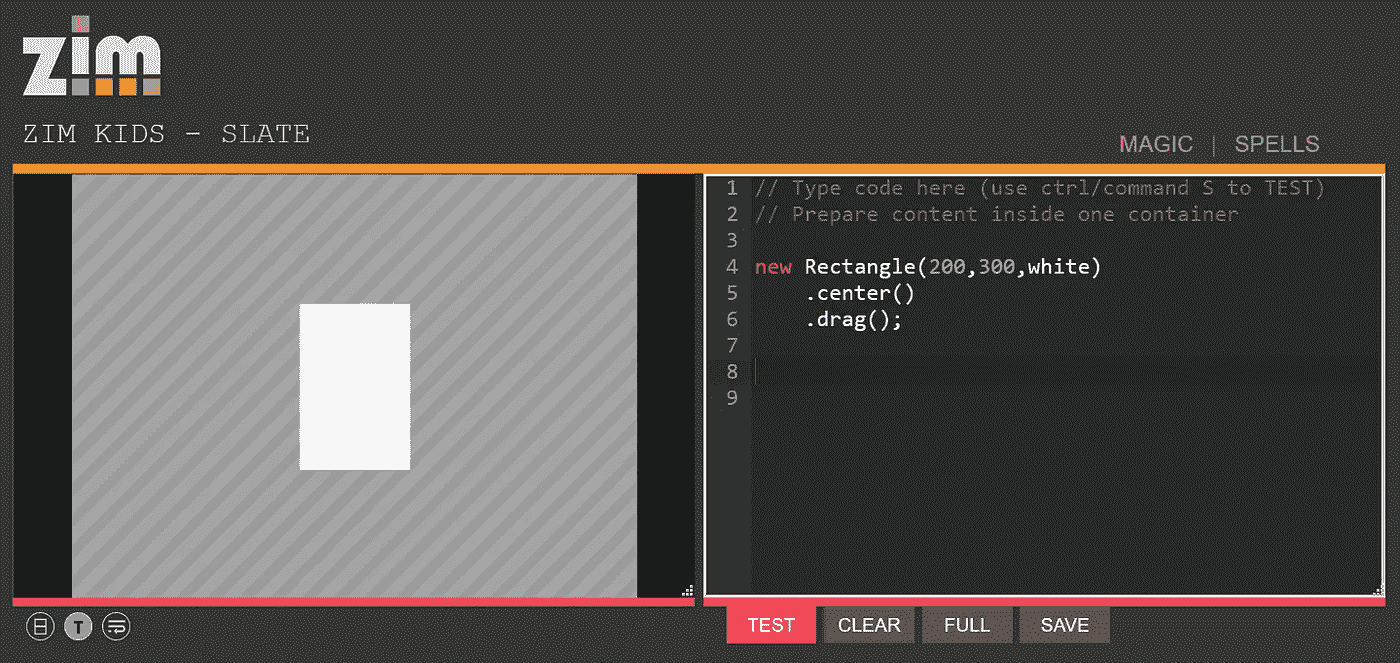 zim
ZIM KIDS - SLATE
MAGIC | SPELLS
1 // Type code here (use ctrl/command S to TEST)
2 // Prepare content inside one container
3
4 new Rectangle(200,300,white)
5     .center()
6     .drag();
7
8
9
T
TEST CLEAR FULL SAVE